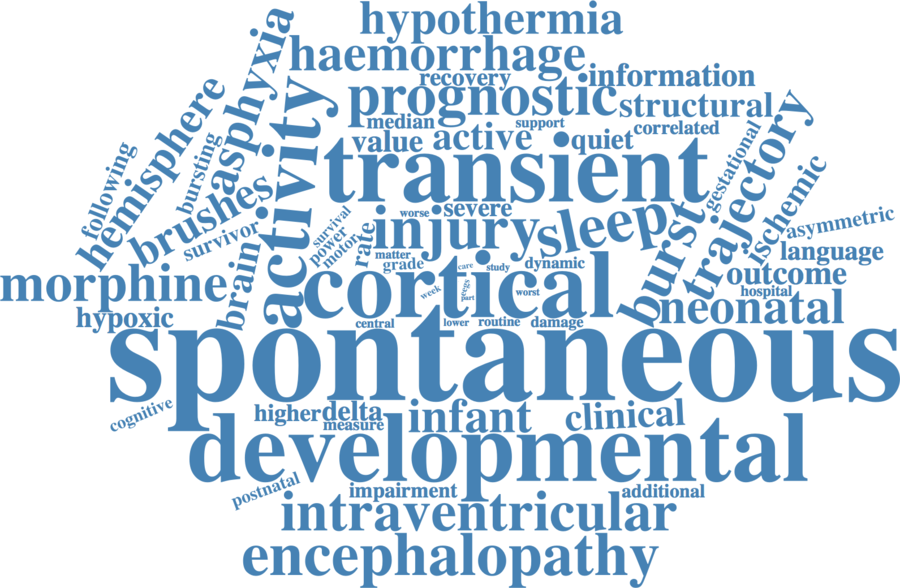 hypothermia
haemorrhage
asphyxia
recovery
information
prognostic
structural
hemisphere
activity
median
support
correlated
value
active
quiet
trajectory
transient
gestational
following
bursting
brushes
survivor
survival
power
motor
rate
worse
severe
injury
sleep
burst
ischemic
asymmetric
language
matter
grade
care
study
dynamic
outcome
morphine
brain
cortical
week
eegs
part
worst
hospital
neonatal
hypoxic
central
lower
routine
damage
spontaneous
cognitive
higher
delta
measure
infant
clinical
developmental
postnatal
impairment
additional
intraventricular
encephalopathy